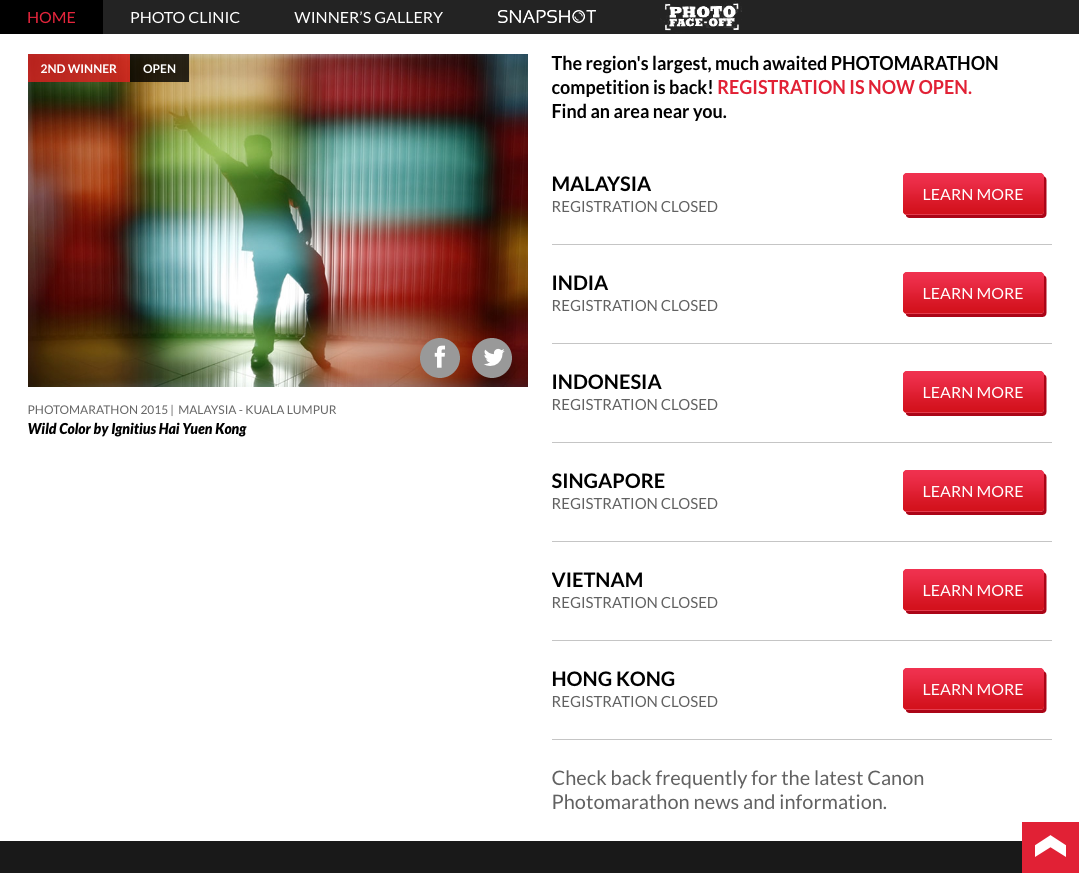 HOME PHOTO CLINIC WINNER'S GALLERY SNAPSHOT PHOTO FACE-OFF
2ND WINNER OPEN
PHOTOMARATHON 2015 | MALAYSIA - KUALA LUMPUR
Wild Color by Ignitius Hai Yuen Kong
The region's largest, much awaited PHOTOMARATHON
competition is back! REGISTRATION IS NOW OPEN.
Find an area near you.
MALAYSIA
REGISTRATION CLOSED
LEARN MORE
INDIA
REGISTRATION CLOSED
LEARN MORE
INDONESIA
REGISTRATION CLOSED
LEARN MORE
SINGAPORE
REGISTRATION CLOSED
LEARN MORE
VIETNAM
REGISTRATION CLOSED
LEARN MORE
HONG KONG
REGISTRATION CLOSED
LEARN MORE
Check back frequently for the latest Canon
Photomarathon news and information.